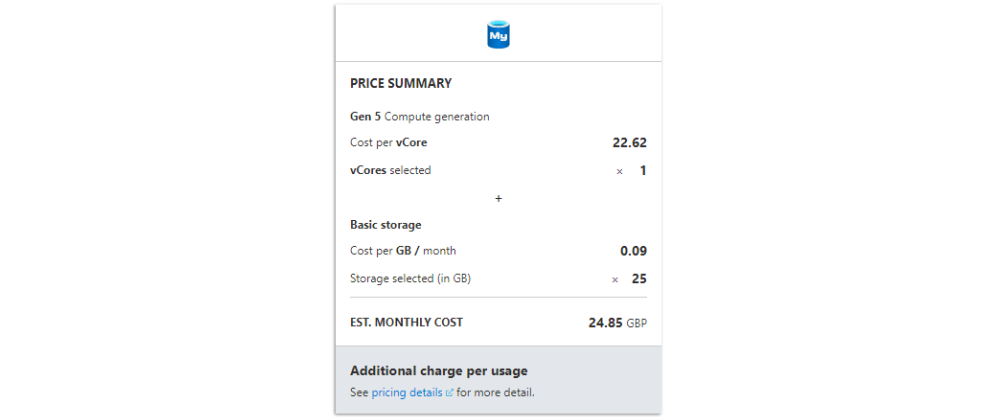 My
PRICE SUMMARY
Gen 5 Compute generation
Cost per vCore 22.62
vCores selected × 1
+
Basic storage
Cost per GB / month 0.09
Storage selected (in GB) × 25
EST. MONTHLY COST 24.85 GBP
Additional charge per usage
See pricing details for more detail.